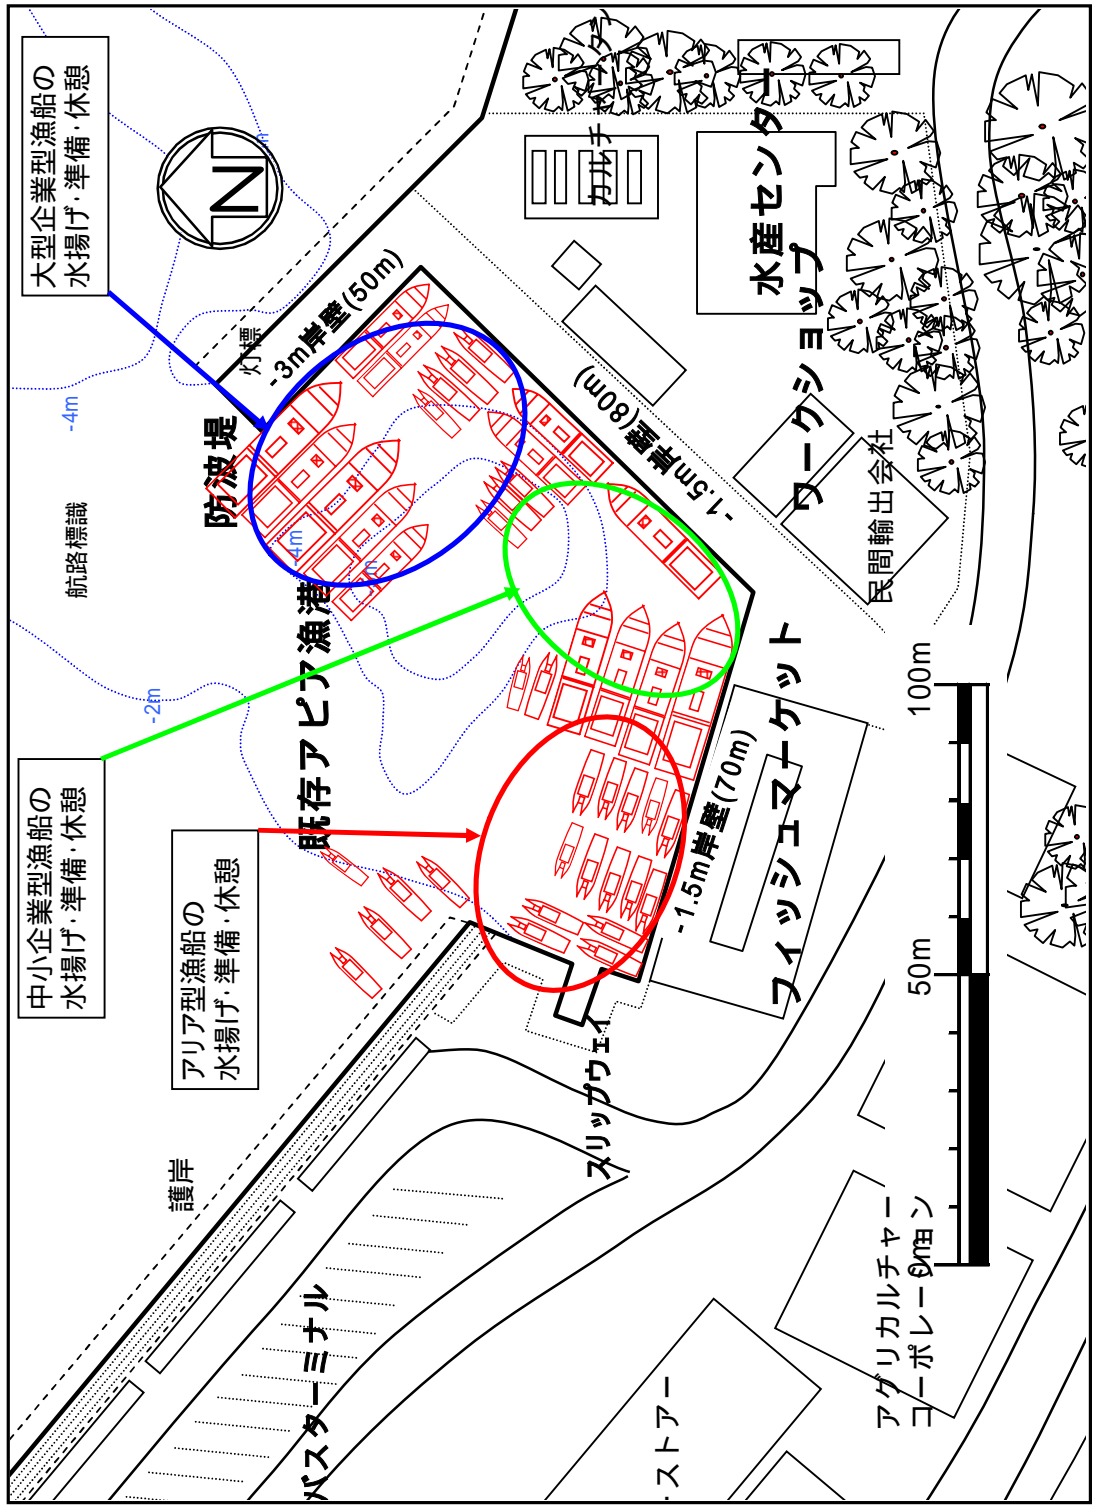 大型企業型漁船の
水揚げ・準備・休憩
中小企業型漁船の
水揚げ・準備・休憩
アリア型漁船の
水揚げ・準備・休憩
N
-4m
航路標識
-2m
護岸
防波堤
灯標
-3m岸壁(50m)
-4m
既存アピア漁港
-1.5m岸壁(80m)
-1.5m岸壁(70m)
水産センター
ワークショップ
民間輸出会社
フィッシュマーケット
スリップウェイ
バスターミナル
ストアー
アグリカルチャー
コーポレーション
0m
50m
100m